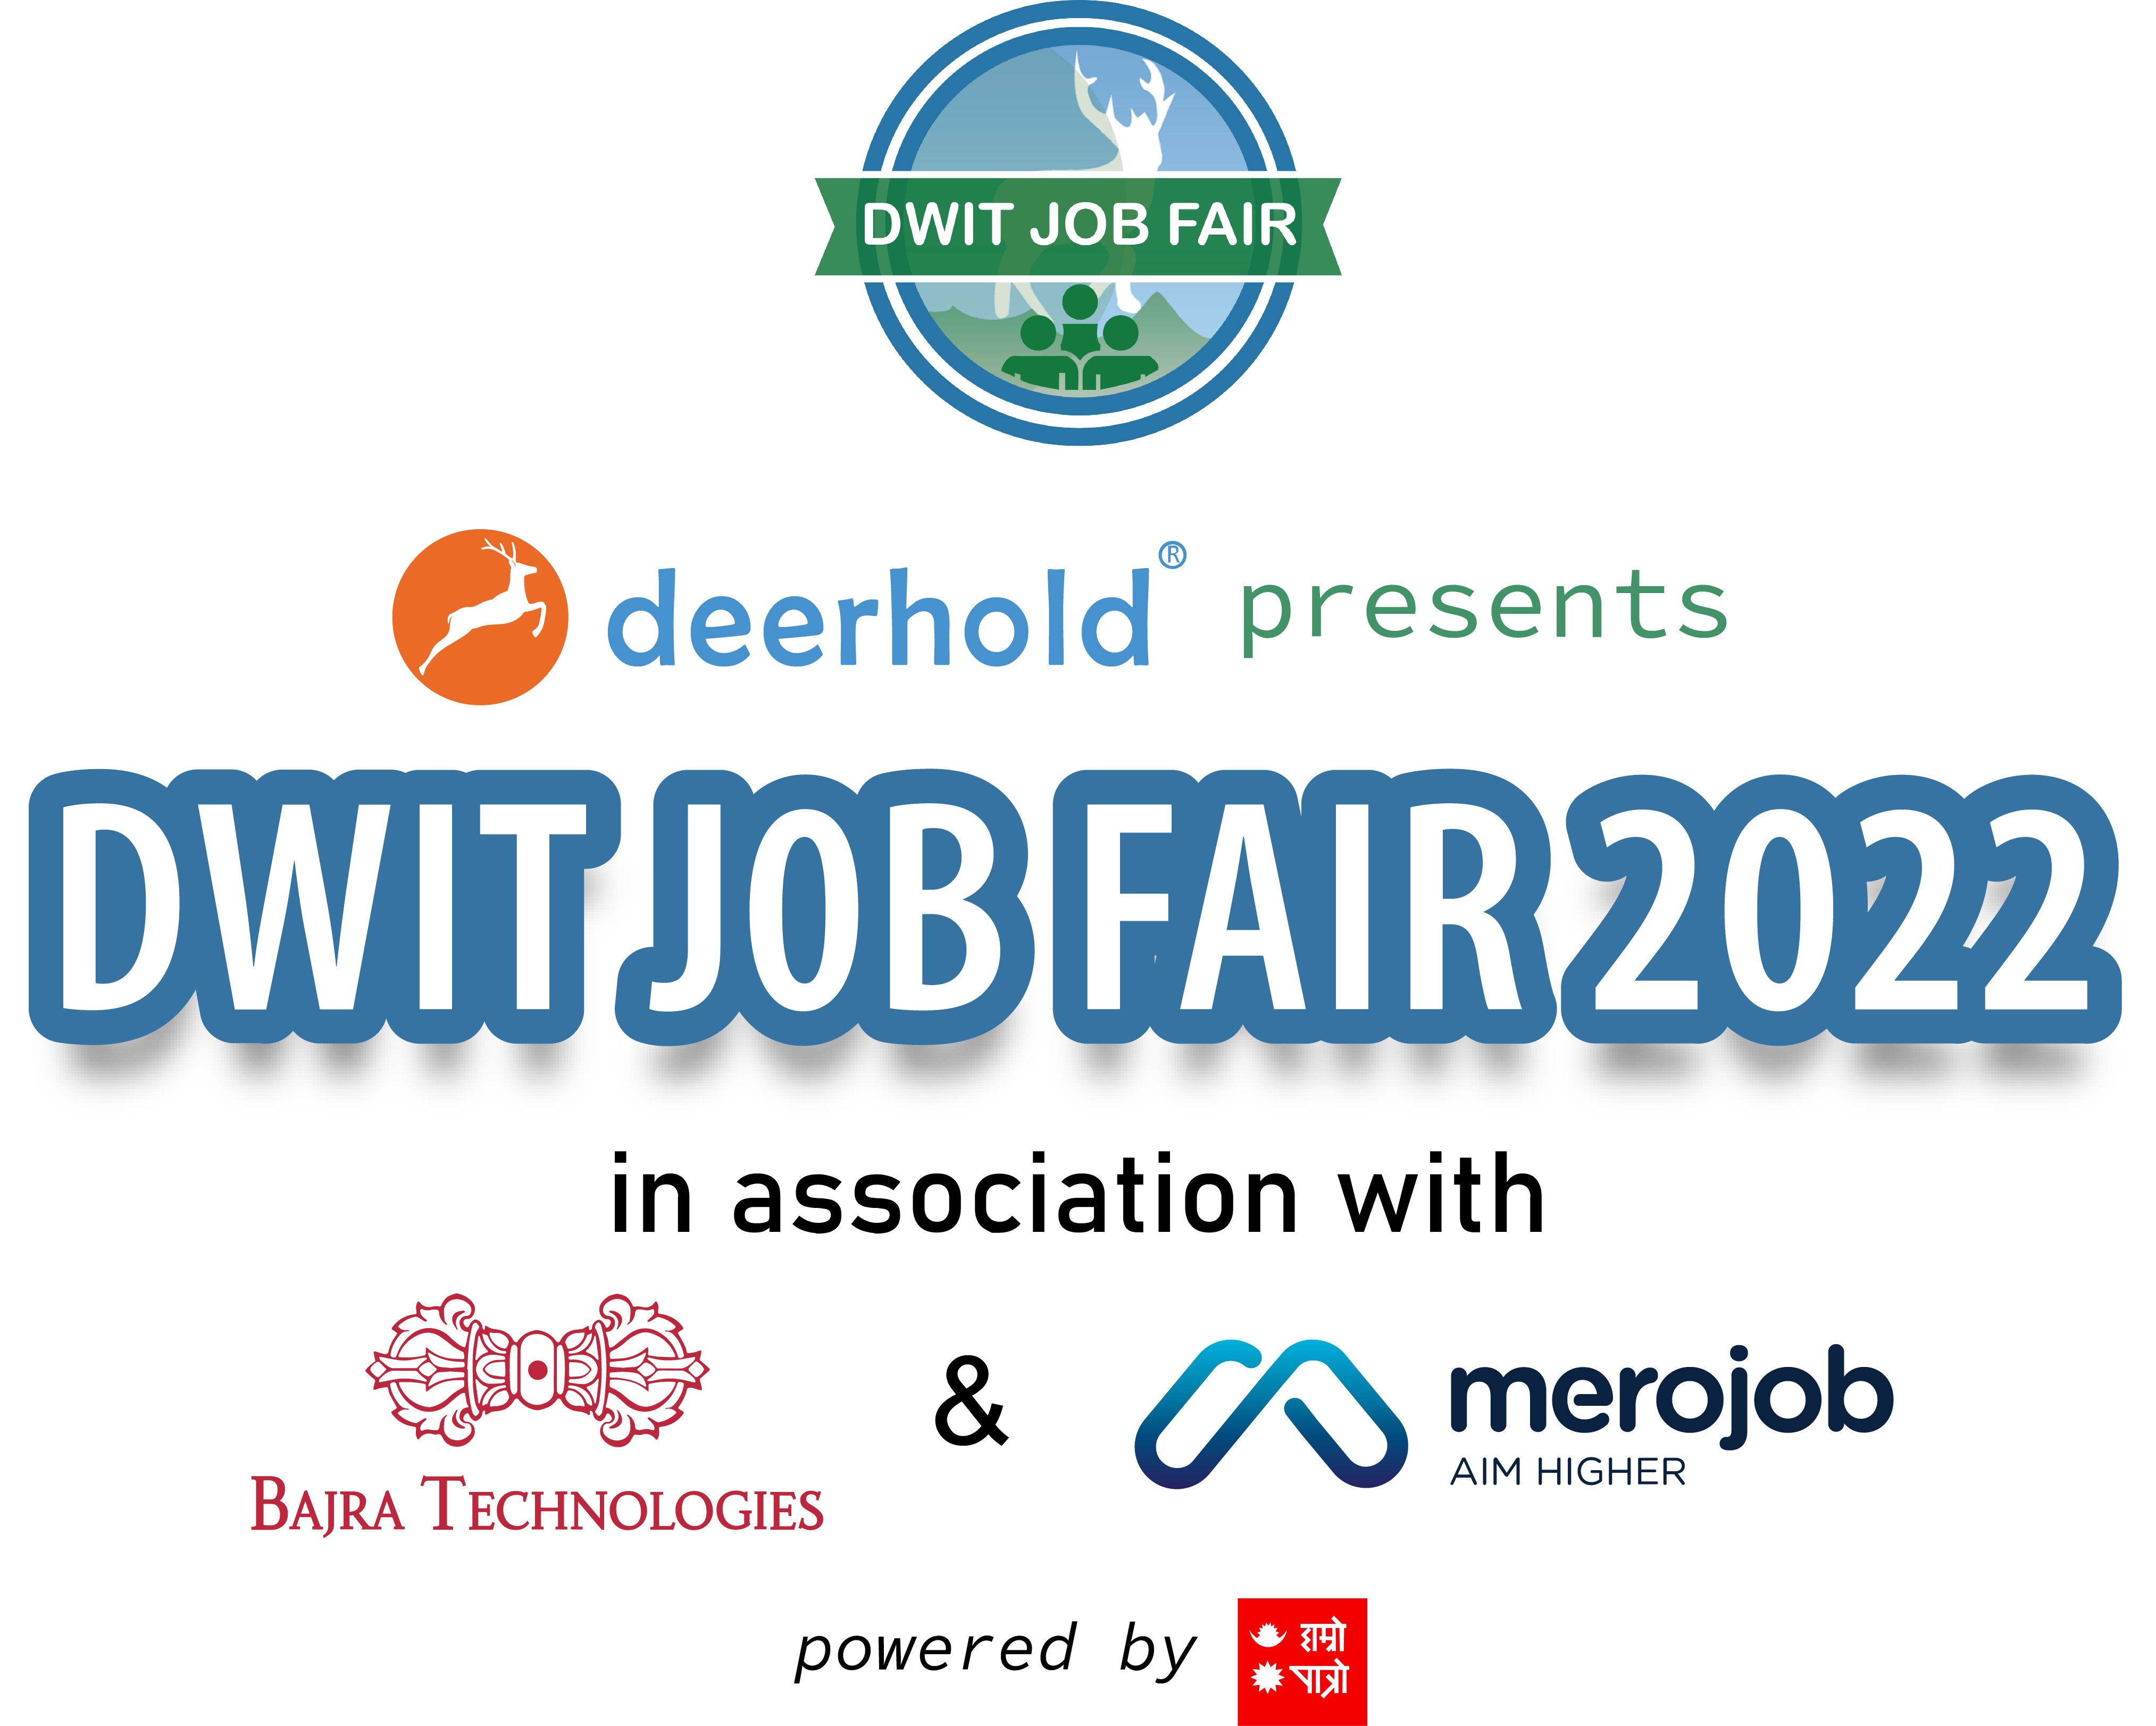 DWIT JOB FAIR
deerhold® presents
DWIT JOB FAIR 2022
in association with
BAJRA TECHNOLOGIES
&
merojob
AIM HIGHER
powered by
हाम्रो
पात्रो